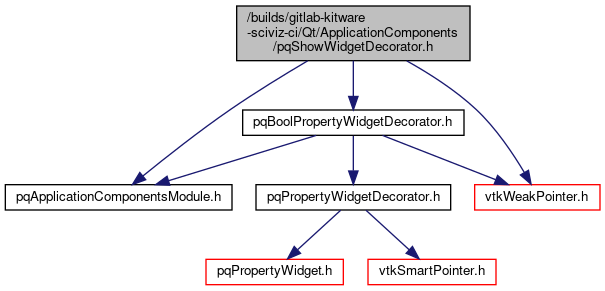 /builds/gitlab-kitware
-sciviz-ci/Qt/ApplicationComponents
/pqShowWidgetDecorator.h
pqBoolPropertyWidgetDecorator.h
pqApplicationComponentsModule.h
pqPropertyWidgetDecorator.h
vtkWeakPointer.h
pqPropertyWidget.h
vtkSmartPointer.h